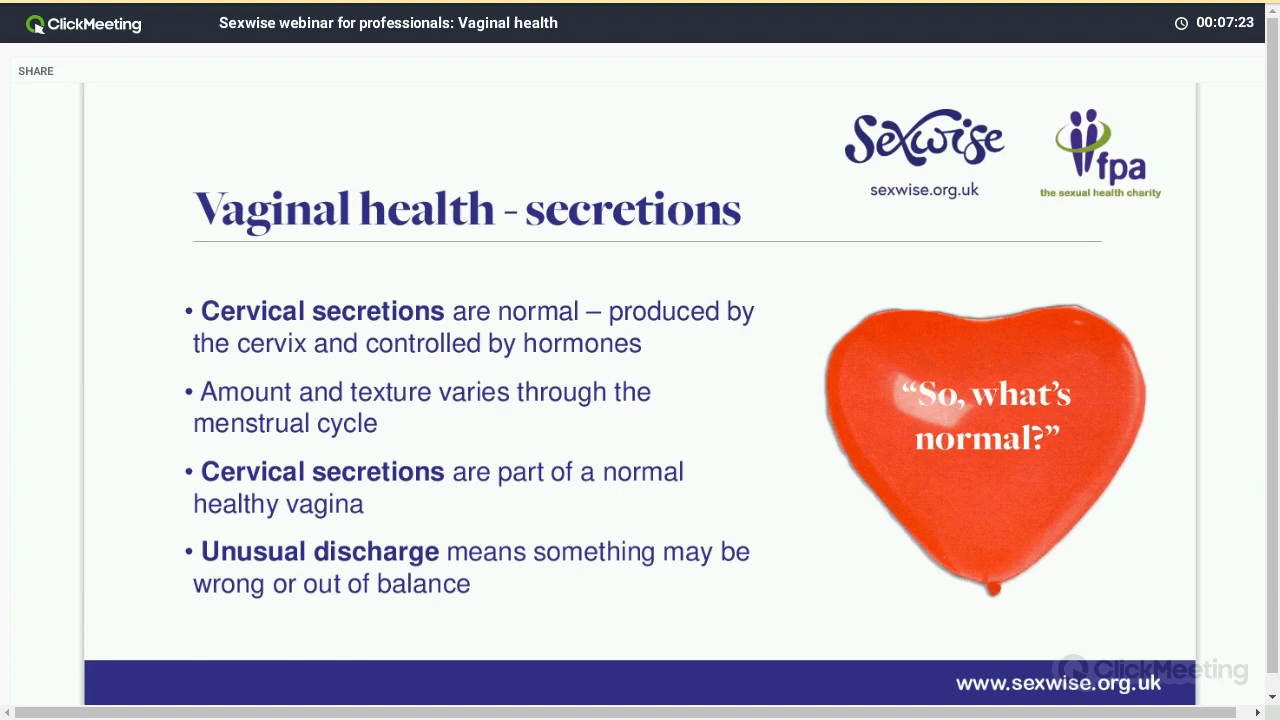 ClickMeeting
Sexwise webinar for professionals: Vaginal health
00:07:23
SHARE
Sexwise
sexwise.org.uk
fpa
the sexual health charity
Vaginal health - secretions
• Cervical secretions are normal – produced by
the cervix and controlled by hormones
• Amount and texture varies through the
menstrual cycle
• Cervical secretions are part of a normal
healthy vagina
• Unusual discharge means something may be
wrong or out of balance
“So, what’s
normal?”
ClickMeeting
www.sexwise.org.uk